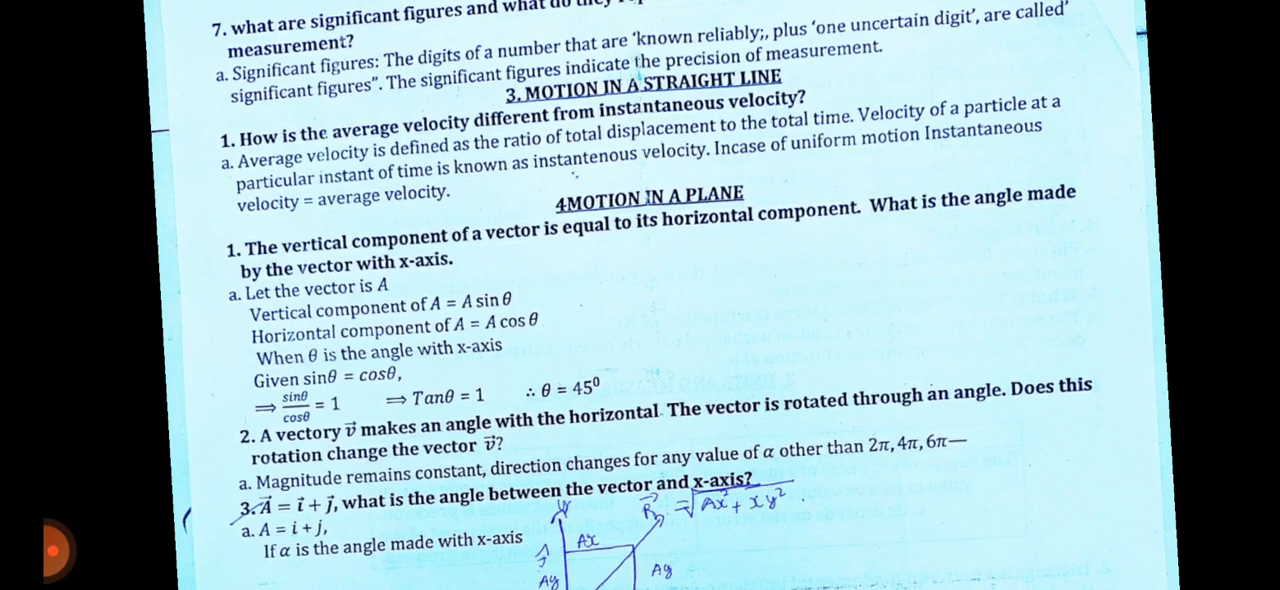 7. what are significant figures and what do they
measurement?
a. Significant figures: The digits of a number that are ‘known reliably;, plus ‘one uncertain digit’, are called’
significant figures”. The significant figures indicate the precision of measurement.
3. MOTION IN A STRAIGHT LINE
1. How is the average velocity different from instantaneous velocity?
a. Average velocity is defined as the ratio of total displacement to the total time. Velocity of a particle at a
particular instant of time is known as instantenous velocity. Incase of uniform motion Instantaneous
velocity = average velocity.
4MOTION IN A PLANE
1. The vertical component of a vector is equal to its horizontal component. What is the angle made
by the vector with x-axis.
a. Let the vector is A
Vertical component of A = A sin θ
Horizontal component of A = A cos θ
When θ is the angle with x-axis
Given sinθ = cosθ,
⟹ sinθ/cosθ = 1 ⟹ Tanθ = 1 ∴ θ = 45⁰
2. A vectory v⃗ makes an angle with the horizontal. The vector is rotated through an angle. Does this
rotation change the vector v⃗?
a. Magnitude remains constant, direction changes for any value of α other than 2π, 4π, 6π—
3. A⃗ = i⃗ + j⃗, what is the angle between the vector and x-axis?
a. A = i + j,
If α is the angle made with x-axis
= √Ax² + xy²
Ax
Ay
Ay